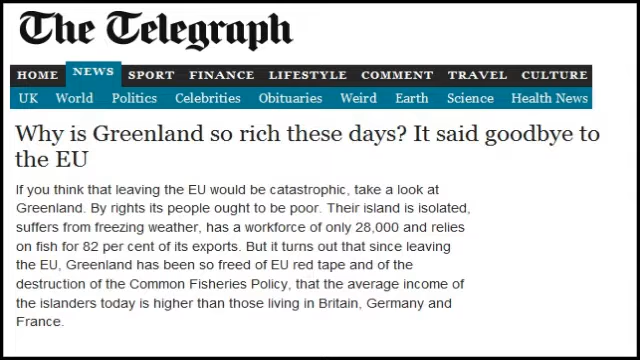 The Telegraph
HOME NEWS SPORT FINANCE LIFESTYLE COMMENT TRAVEL CULTURE
UK World Politics Celebrities Obituaries Weird Earth Science Health News
Why is Greenland so rich these days? It said goodbye to
the EU
If you think that leaving the EU would be catastrophic, take a look at
Greenland. By rights its people ought to be poor. Their island is isolated,
suffers from freezing weather, has a workforce of only 28,000 and relies
on fish for 82 per cent of its exports. But it turns out that since leaving
the EU, Greenland has been so freed of EU red tape and of the
destruction of the Common Fisheries Policy, that the average income of
the islanders today is higher than those living in Britain, Germany and
France.